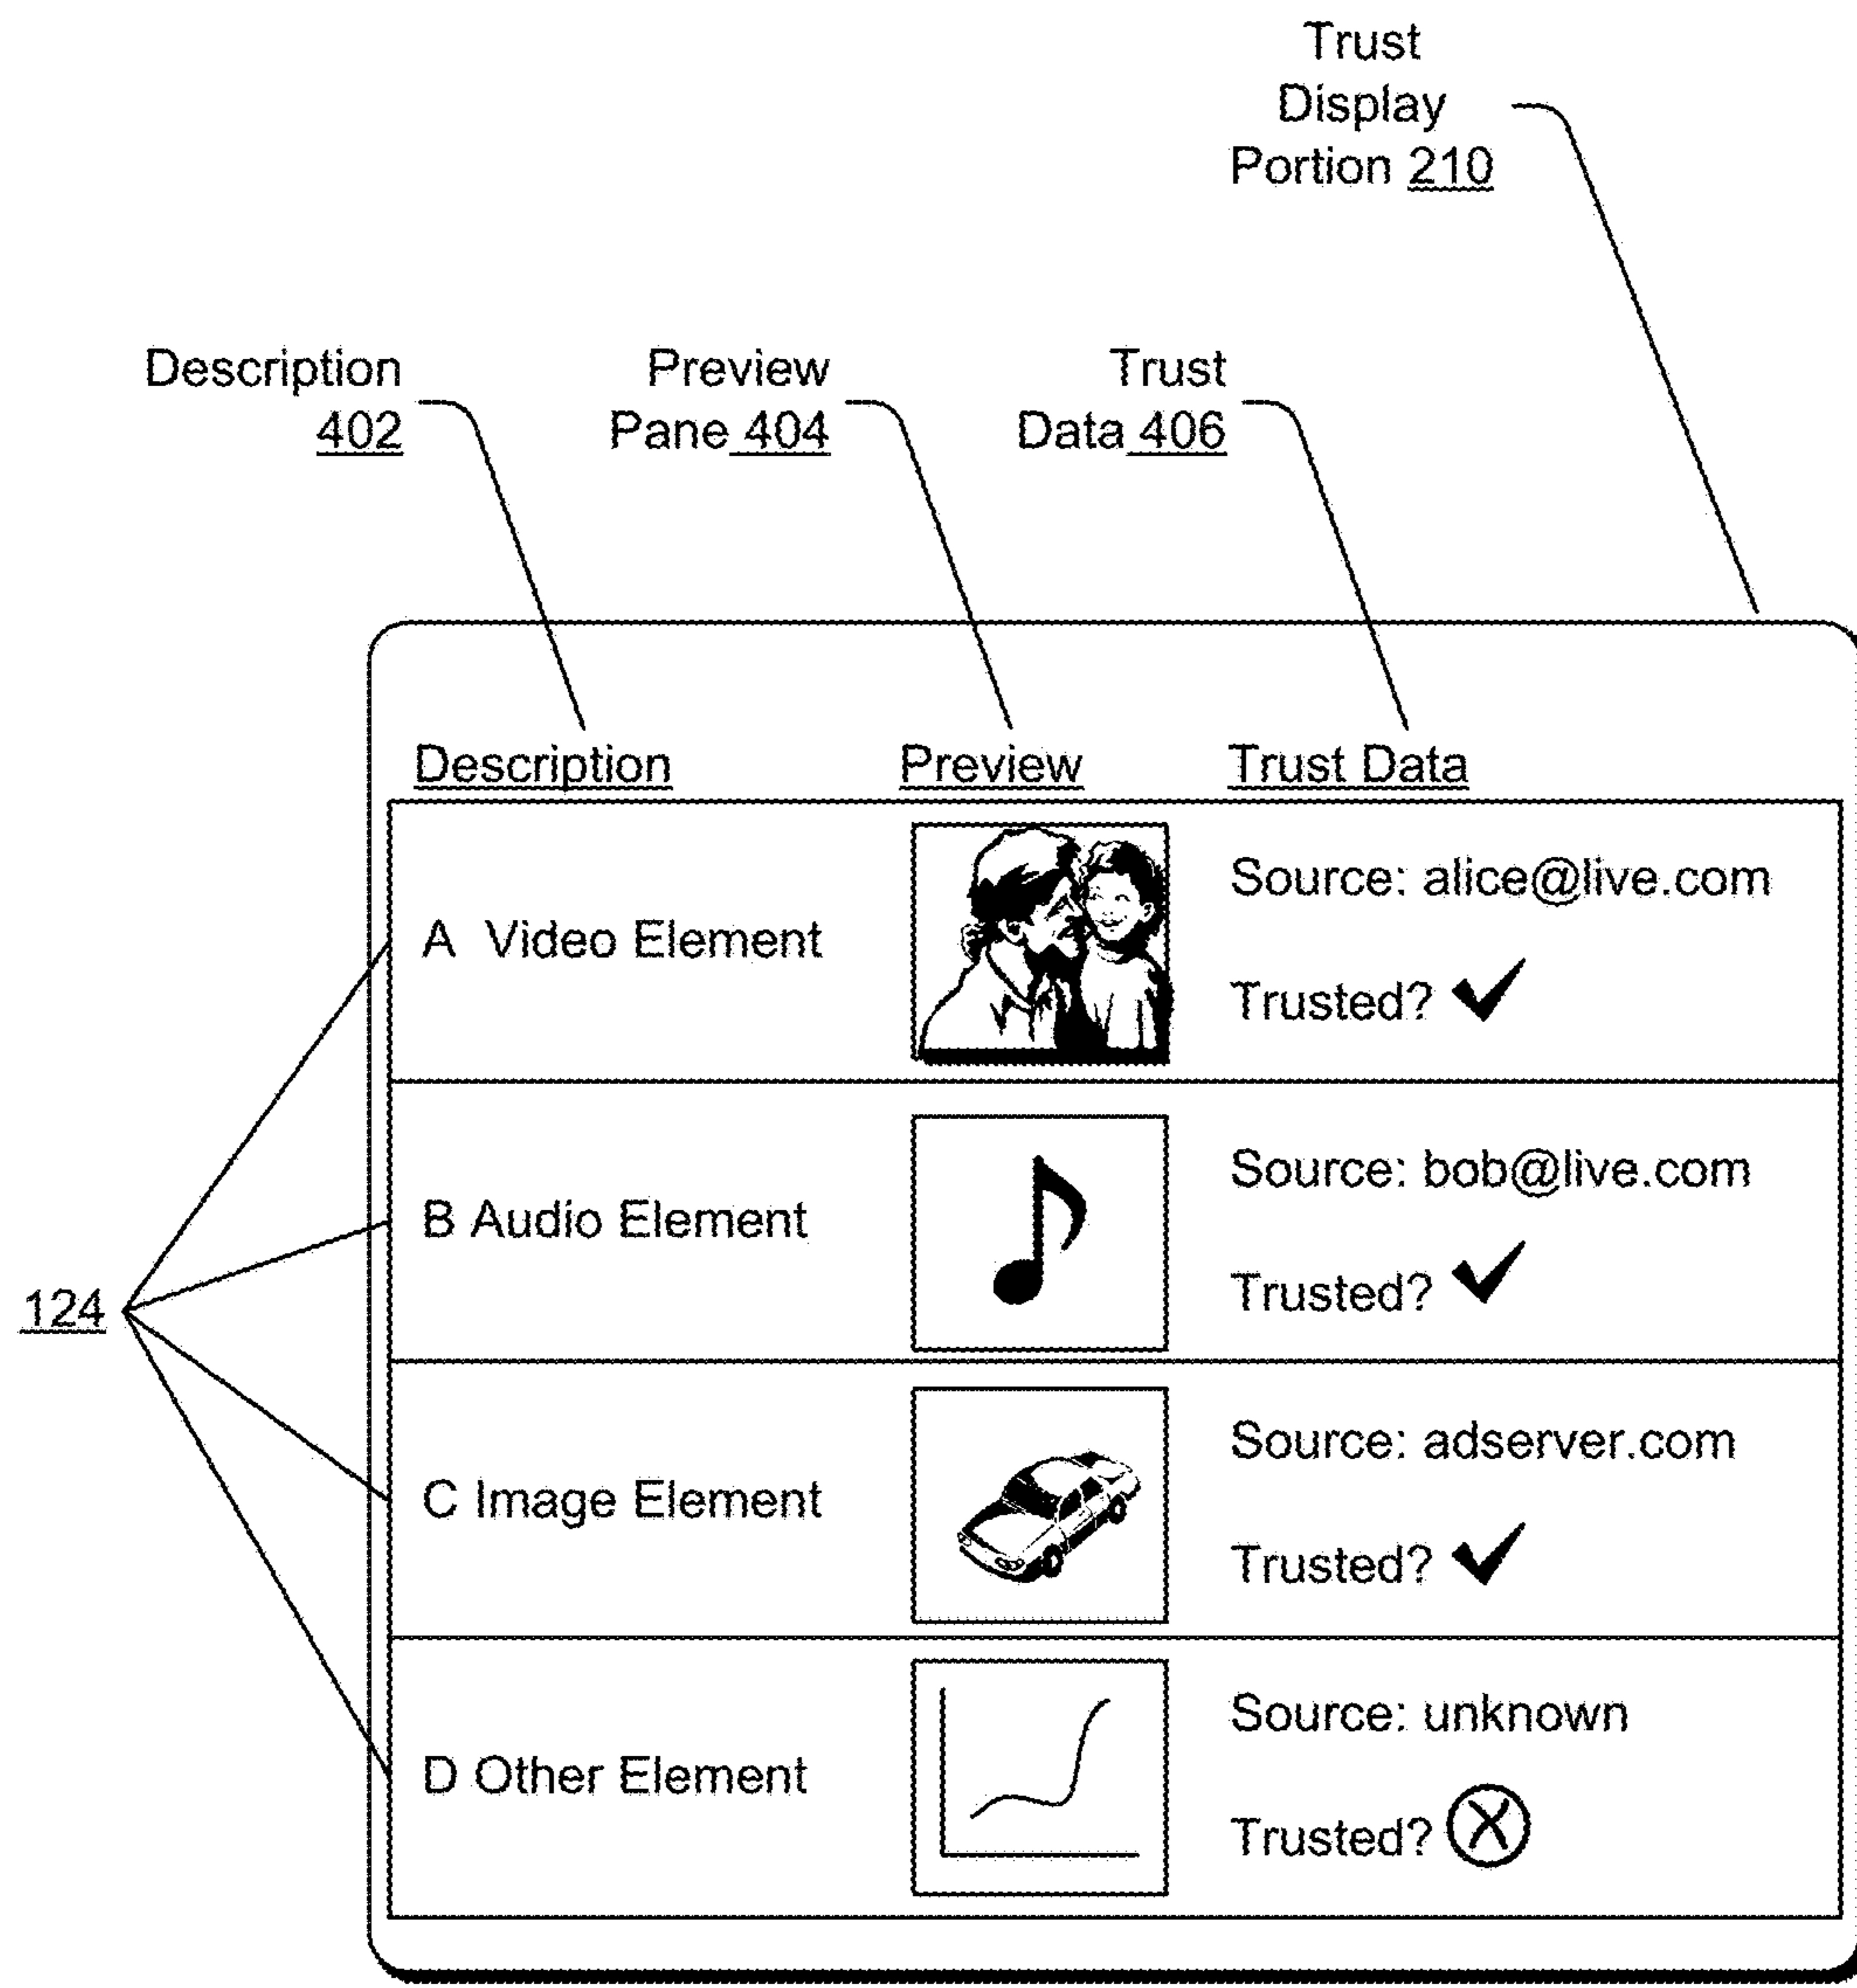 Trust
Display
Portion 210
Description
402
Preview
Pane 404
Trust
Data 406
Description Preview Trust Data
A Video Element
Source: alice@live.com
Trusted?
B Audio Element
Source: bob@live.com
Trusted?
124
C Image Element
Source: adserver.com
Trusted?
D Other Element
Source: unknown
Trusted?